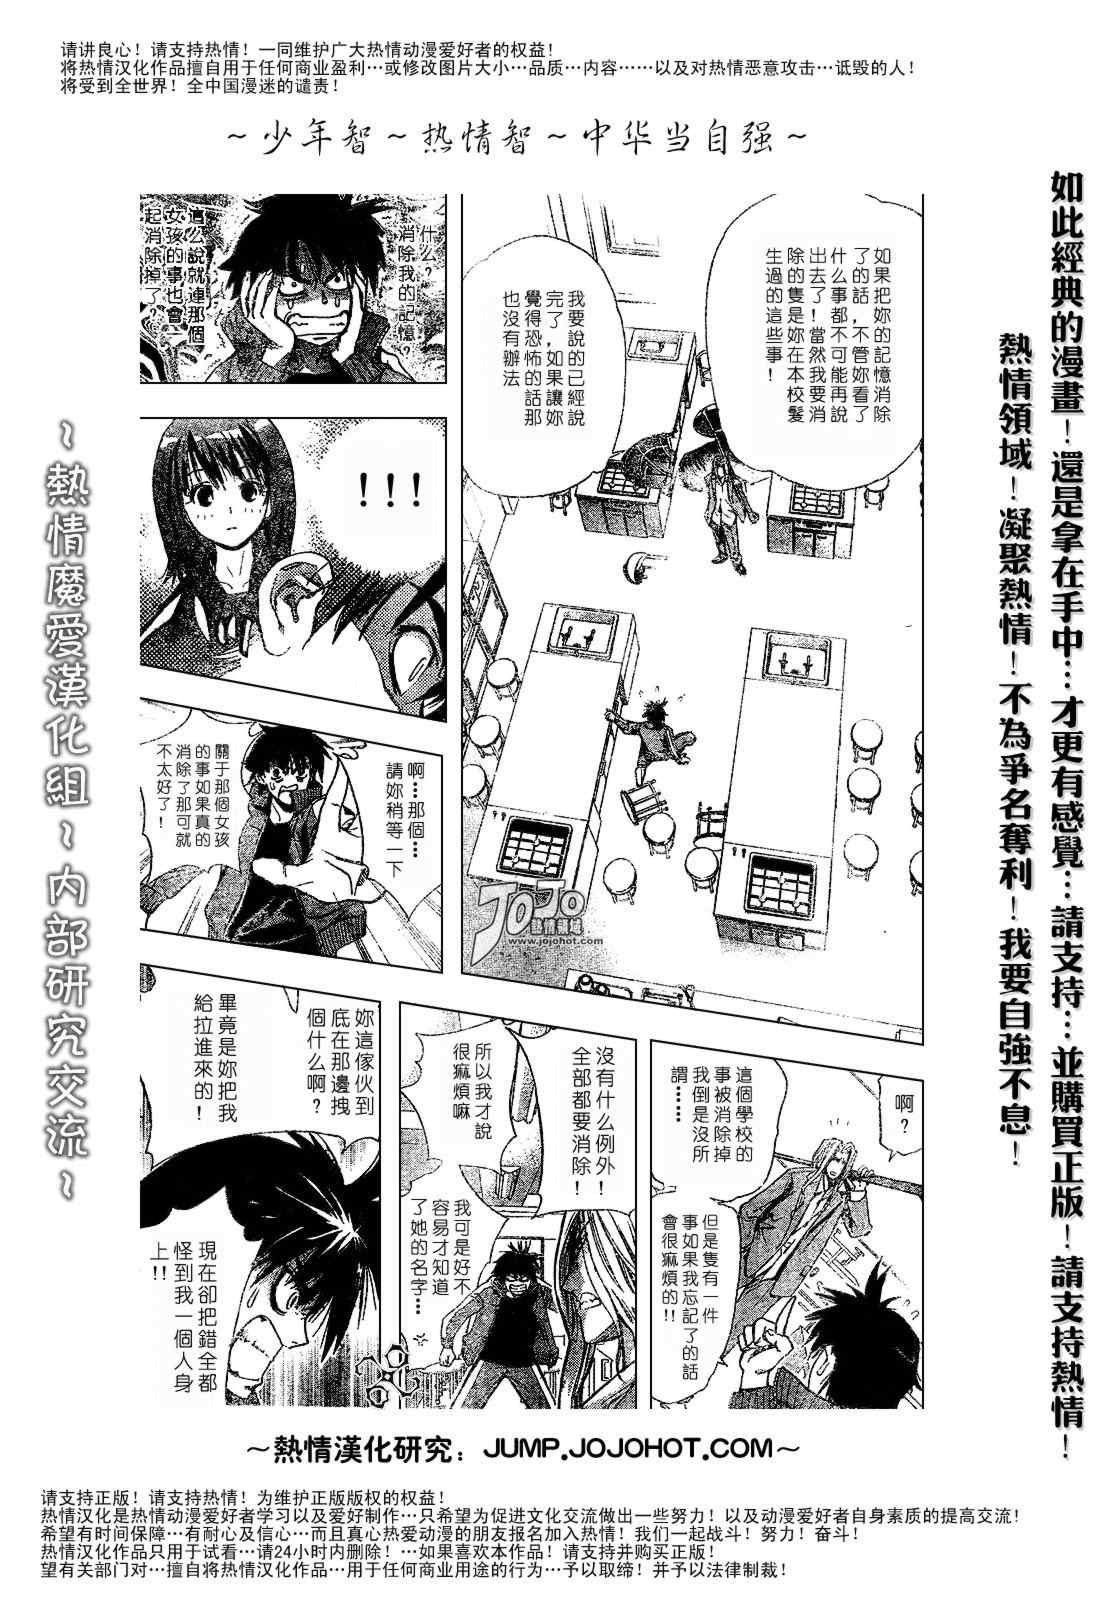 请讲良心！请支持热情！一同维护广大热情动漫爱好者的权益！
将热情汉化作品擅自用于任何商业盈利…或修改图片大小…品质…内容……以及对热情恶意攻击…诋毁的人！
将受到全世界！全中国漫迷的谴责！
～少年智～热情智～中华当自强～
如此經典的漫畫！還是拿在手中…才更有感覺…請支持…並購買正版！請支持熱情！
熱情領域！凝聚熱情！不為爭名奪利！我要自強不息！
～熱情魔愛漢化組～內部研究交流～
如果把妳的記憶消除
了的話，不管妳看了
什么事都不可能再說
出去了！當然我要消
除的隻是妳在本校髮
生過的這些事！
我要說的已經說
完了，如果讓妳
覺得恐怖的話那
也沒有辦法
什么？
消除我的記憶
這么說就連那個
女孩的事也會一
起消除掉了？
！！！
啊……那個…
請妳稍等一下
關于那個女孩
的事如果真的
消除了那可就
不太好了！
JOJO
熱情領域
www.jojohot.com
啊？
這個學校的
事被消除掉
我倒是沒所
謂……
但是隻有一件
事如果我忘記了的話
會很麻煩的!!
沒有什么例外！
全部都要消除！
所以我才說
很麻煩嘛
我可是好不
容易才知道
了她的名字…
妳這傢伙到
底在那邊拽
個什么啊？
畢竟是妳把我
給拉進來的！
現在卻把錯全都
怪到我一個人身
上!!
～熱情漢化研究：JUMP.JOJOHOT.COM～
请支持正版！请支持热情！为维护正版版权的权益！
热情汉化是热情动漫爱好者学习以及爱好制作…只希望为促进文化交流做出一些努力！以及动漫爱好者自身素质的提高交流！
希望有时间保障…有耐心及信心…而且真心热爱动漫的朋友报名加入热情！我们一起战斗！努力！奋斗！
热情汉化作品只用于试看…请24小时内删除！…如果喜欢本作品！请支持并购买正版！
望有关部门对…擅自将热情汉化作品…用于任何商业用途的行为…予以取缔！并予以法律制裁！